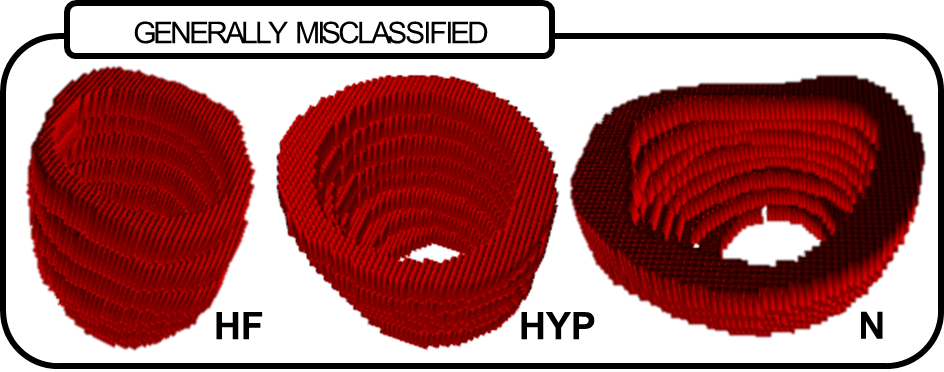 GENERALLY MISCLASSIFIED
HF
HYP
N